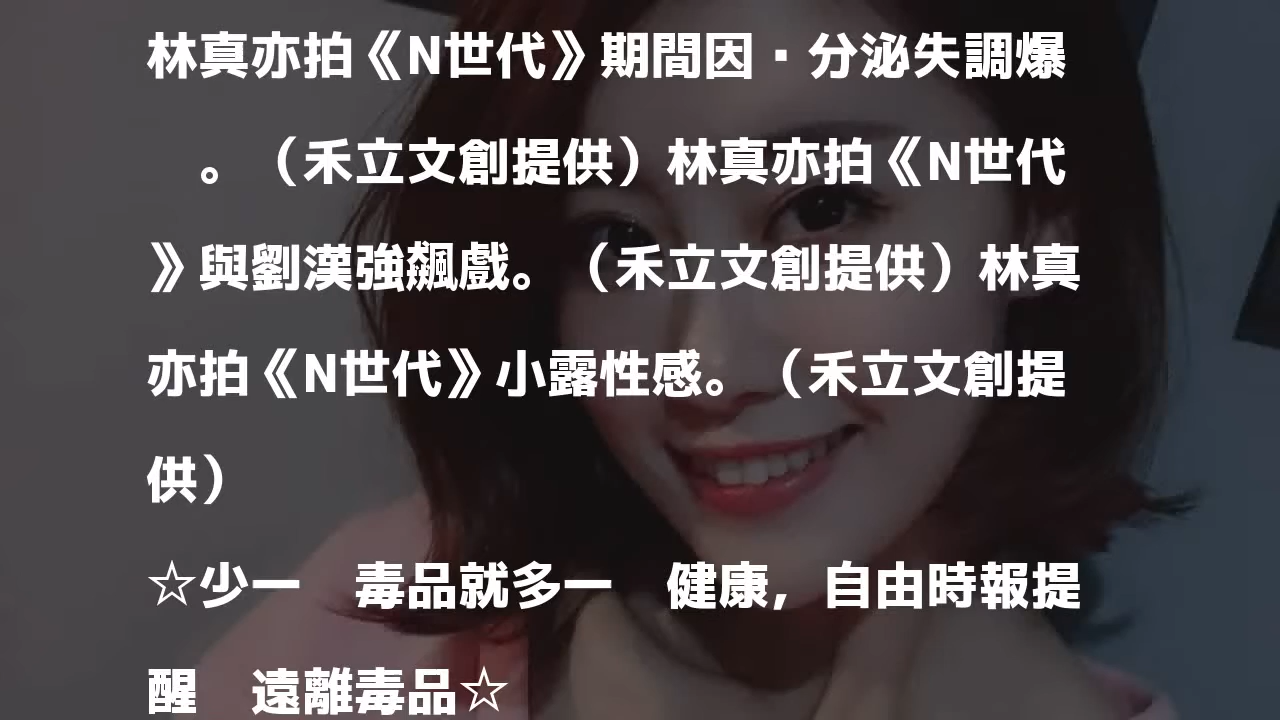 林真亦拍《N世代》期間因·分泌失調爆
。（禾立文創提供）林真亦拍《N世代
》與劉漢強飆戲。（禾立文創提供）林真
亦拍《N世代》小露性感。（禾立文創提
供）
☆少一　毒品就多一　健康，自由時報提
醒　遠離毒品☆